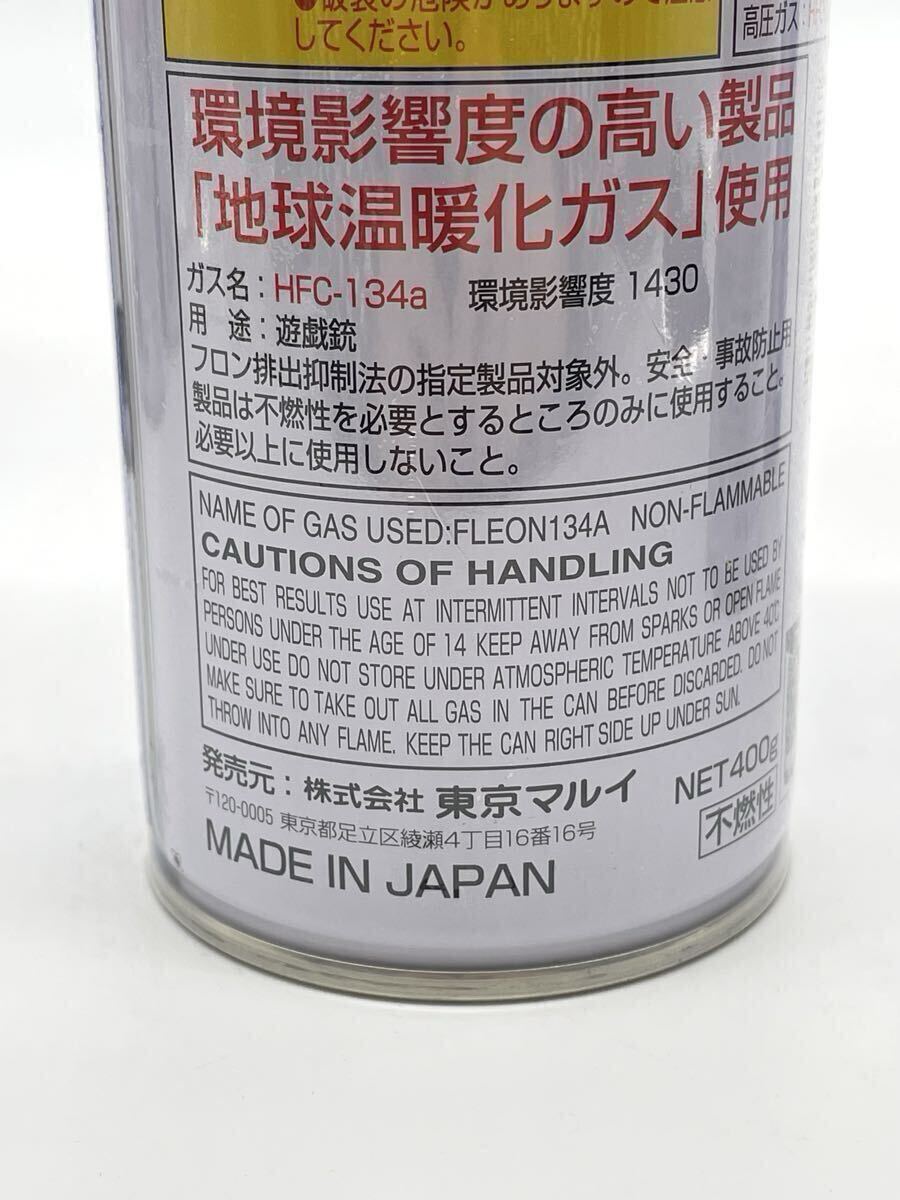 してください。
高圧ガス:HFC
環境影響度の高い製品
「地球温暖化ガス」使用
ガス名:HFC-134a 環境影響度 1430
用 途:遊戯銃
フロン排出抑制法の指定製品対象外。安全・事故防止用
製品は不燃性を必要とするところのみに使用すること。
必要以上に使用しないこと。
NAME OF GAS USED:FLEON134A NON-FLAMMABLE
CAUTIONS OF HANDLING
FOR BEST RESULTS USE AT INTERMITTENT INTERVALS NOT TO BE USED BY
PERSONS UNDER THE AGE OF 14 KEEP AWAY FROM SPARKS OR OPEN FLAME
UNDER USE DO NOT STORE UNDER ATMOSPHERIC TEMPERATURE ABOVE 40℃
MAKE SURE TO TAKE OUT ALL GAS IN THE CAN BEFORE DISCARDED. DO NOT
THROW INTO ANY FLAME. KEEP THE CAN RIGHT SIDE UP UNDER SUN.
発売元:株式会社 東京マルイ NET400g
〒120-0005 東京都足立区綾瀬4丁目16番16号 不燃性
MADE IN JAPAN